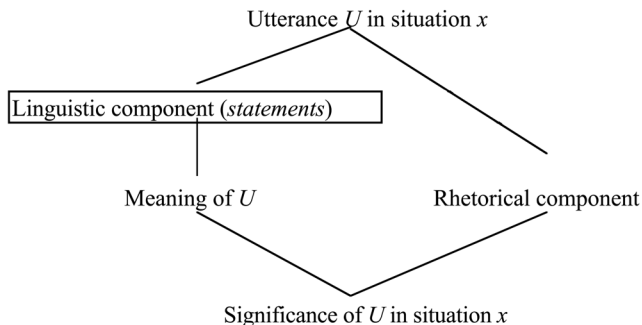 Utterance U in situation x
Linguistic component (statements)
Meaning of U
Rhetorical component
Significance of U in situation x